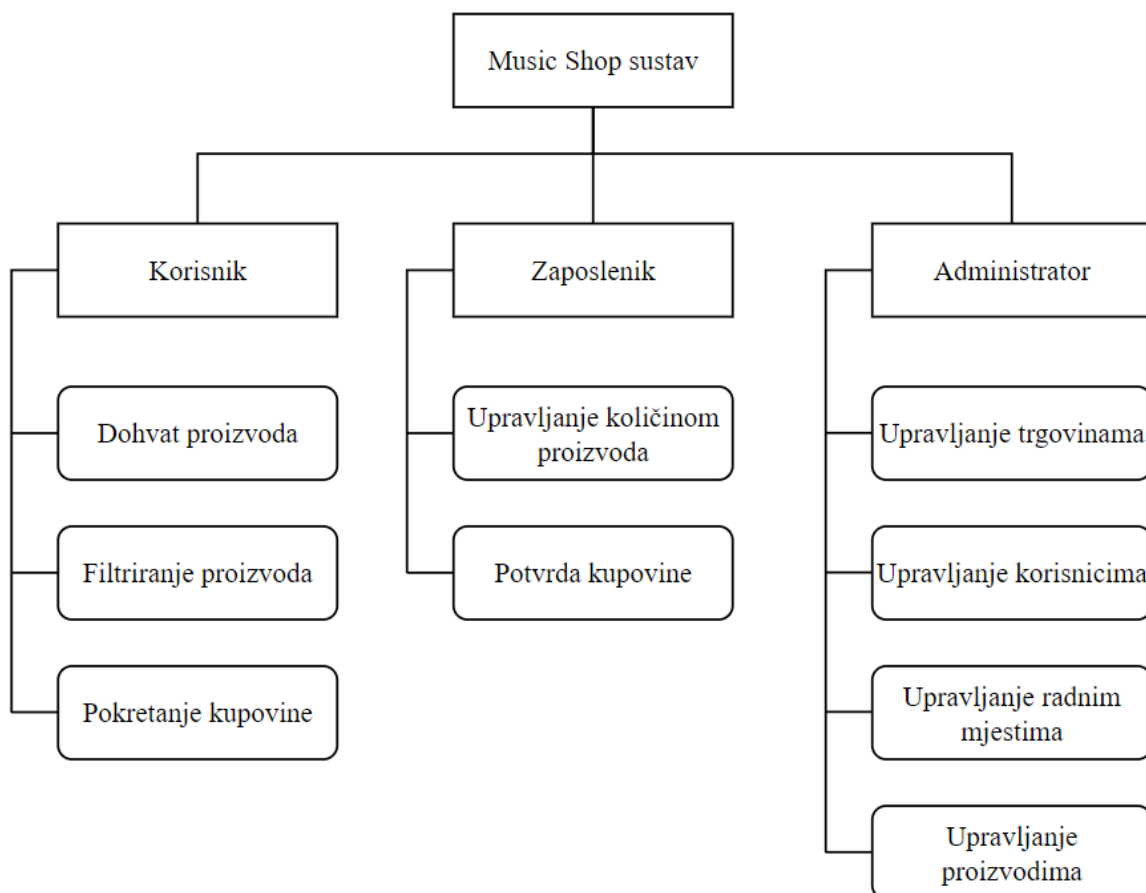 Music Shop sustav
Korisnik
Zaposlenik
Administrator
Dohvat proizvoda
Upravljanje količinom
proizvoda
Upravljanje trgovinama
Filtriranje proizvoda
Potvrda kupovine
Upravljanje korisnicima
Pokretanje kupovine
Upravljanje radnim
mjestima
Upravljanje
proizvodima